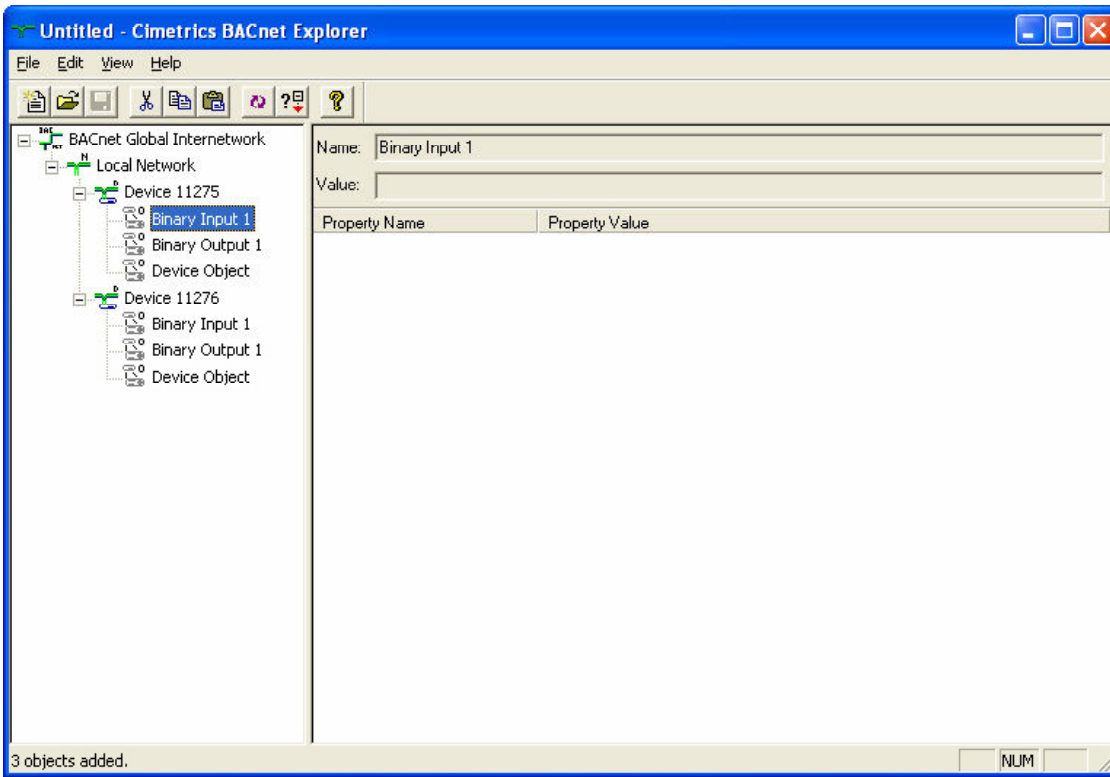 Untitled - Cimetrics BACnet Explorer
File Edit View Help
BACnet Global Internetwork
Local Network
Device 11275
Binary Input 1
Binary Output 1
Device Object
Device 11276
Binary Input 1
Binary Output 1
Device Object
Name: Binary Input 1
Value:
Property Name Property Value
3 objects added.
NUM